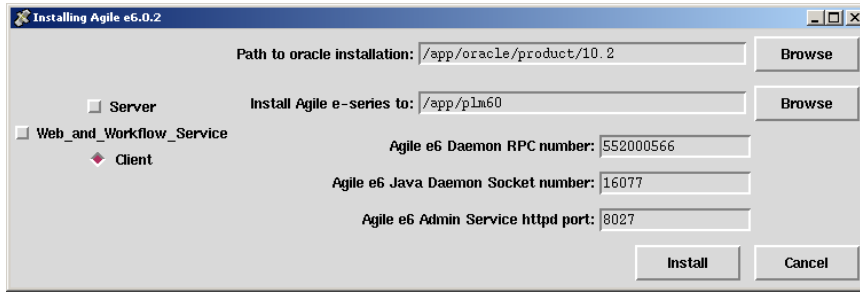 Installing Agile e6.0.2
Path to oracle installation: /app/oracle/product/10.2 Browse
Server Install Agile e-series to: /app/plm60 Browse
Web_and_Workflow_Service
Client
Agile e6 Daemon RPC number: 552000566
Agile e6 Java Daemon Socket number: 16077
Agile e6 Admin Service httpd port: 8027
Install Cancel